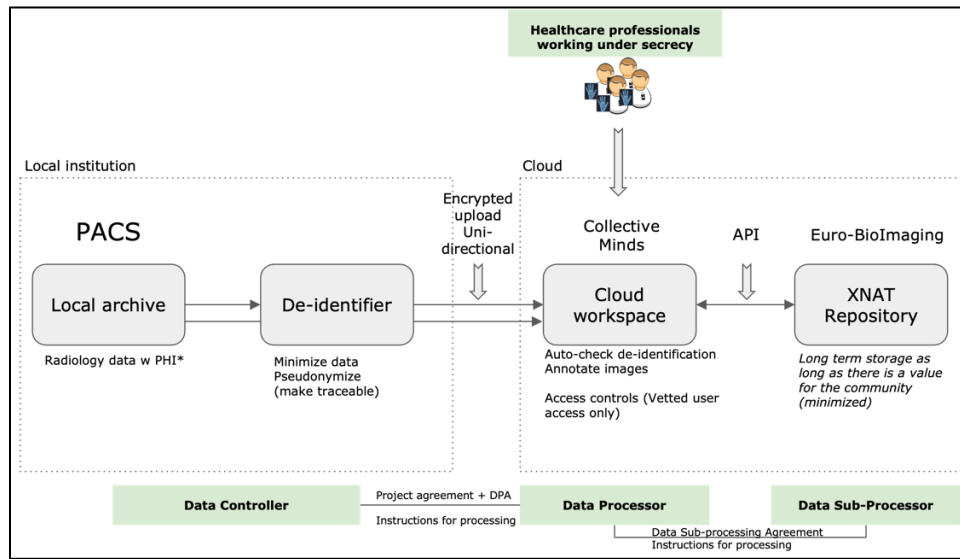 Healthcare professionals
working under secrecy
Local institution
Cloud
PACS
Encrypted
upload
Uni-
directional
Collective
Minds
API
Euro-BioImaging
Local archive
De-identifier
Cloud
workspace
XNAT
Repository
Radiology data w PHI*
Minimize data
Pseudonymize
(make traceable)
Auto-check de-identification
Annotate images
Access controls (Vetted user
access only)
Long term storage as
long as there is a value
for the community
(minimized)
Data Controller
Project agreement + DPA
Instructions for processing
Data Processor
Data Sub-Processor
Data Sub-processing Agreement
Instructions for processing